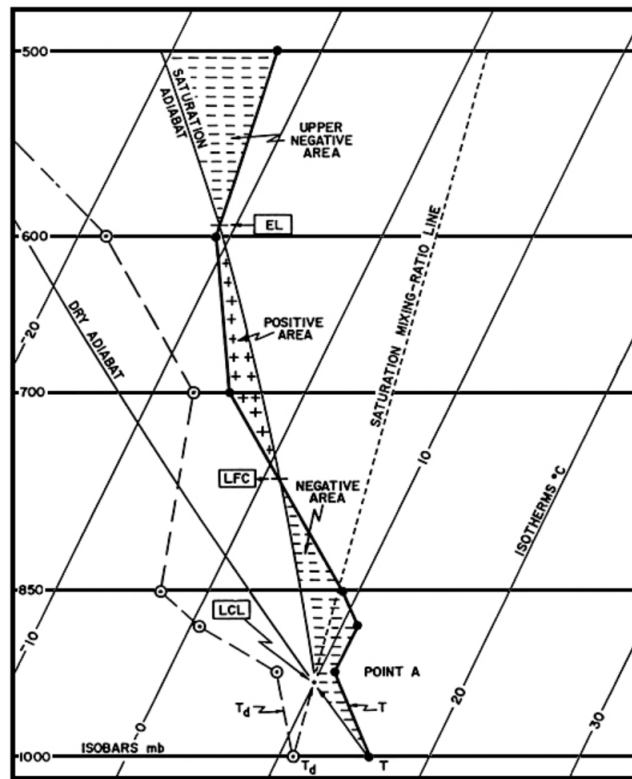 500
SATURATION
ADIABAT
UPPER
NEGATIVE
AREA
EL
600
-20
DRY ADIABAT
POSITIVE
AREA
SATURATION MIXING-RATIO LINE
700
LFC
NEGATIVE
AREA
10
ISOTHERMS °C
850
-10
LCL
POINT A
Td
T
0
20
30
1000
ISOBARS mb
Td
T